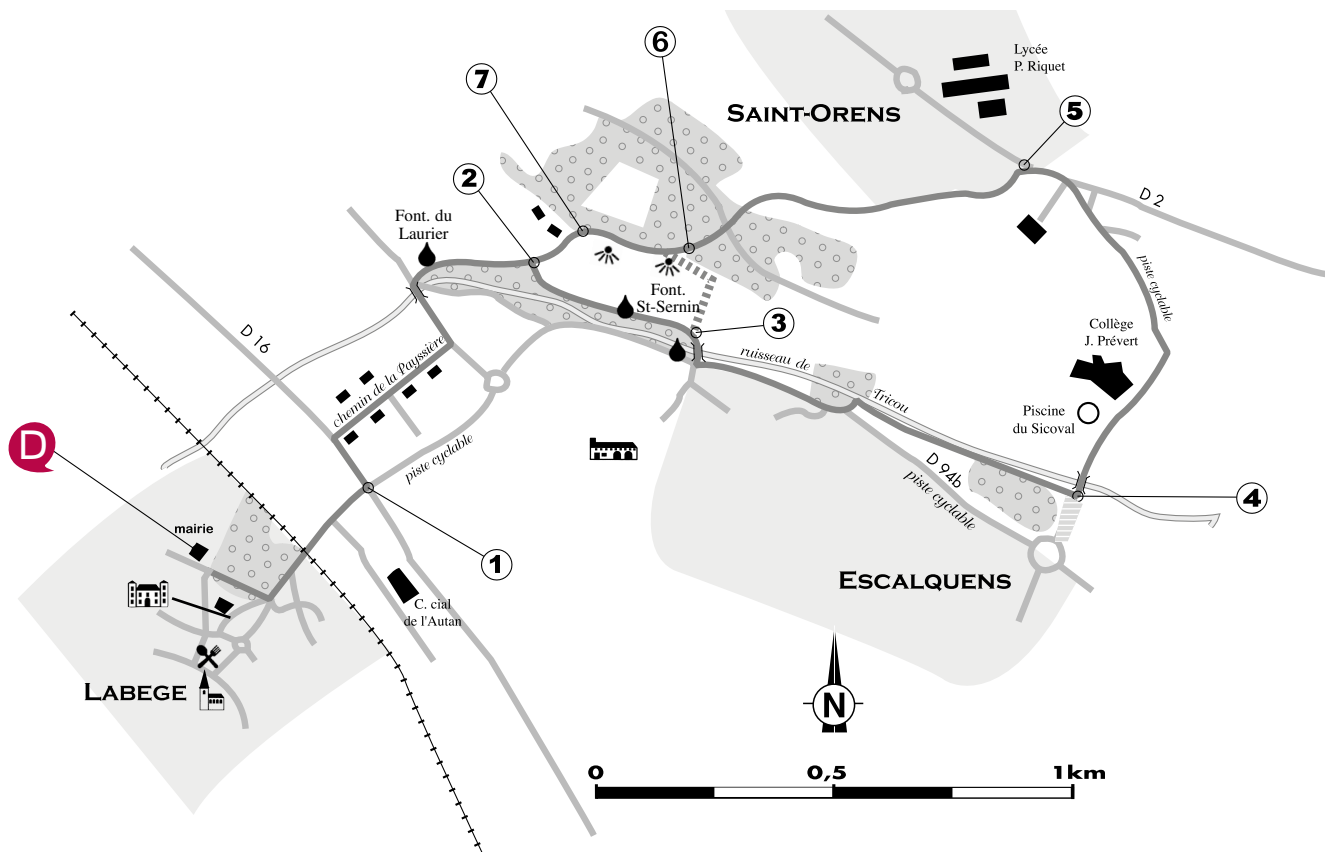 6
Lycée
P. Riquet
7
SAINT-ORENS
5
2
D 2
Font. du
Laurier
piste cyclable
Font.
St-Sernin
3
D 16
Collège
J. Prévert
ruisseau de
Tricou
chemin de la Payssière
Piscine
du Sicoval
D
piste cyclable
D 94b
piste cyclable
4
mairie
1
ESCALQUENS
C. cial
de l'Autan
LABEGE
N
0 0,5 1km